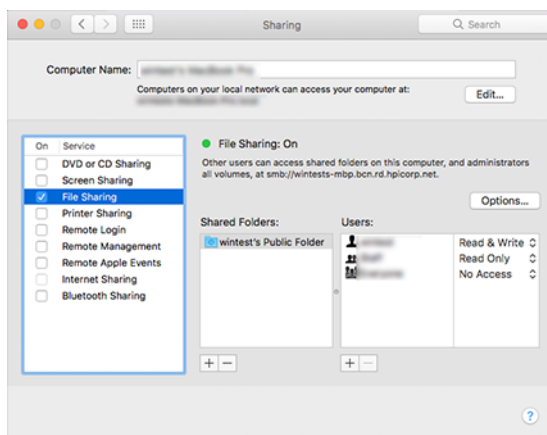 Sharing
Search
Computer Name:
Computers on your local network can access your computer at:
Edit...
On Service
DVD or CD Sharing
Screen Sharing
File Sharing
Printer Sharing
Remote Login
Remote Management
Remote Apple Events
Internet Sharing
Bluetooth Sharing
File Sharing: On
Other users can access shared folders on this computer, and administrators
all volumes, at smb://wintests-mbp.bcn.rd.hpicorp.net.
Options...
Shared Folders:
Users:
wintest's Public Folder
Read & Write
Read Only
No Access
+ −
+ −
?